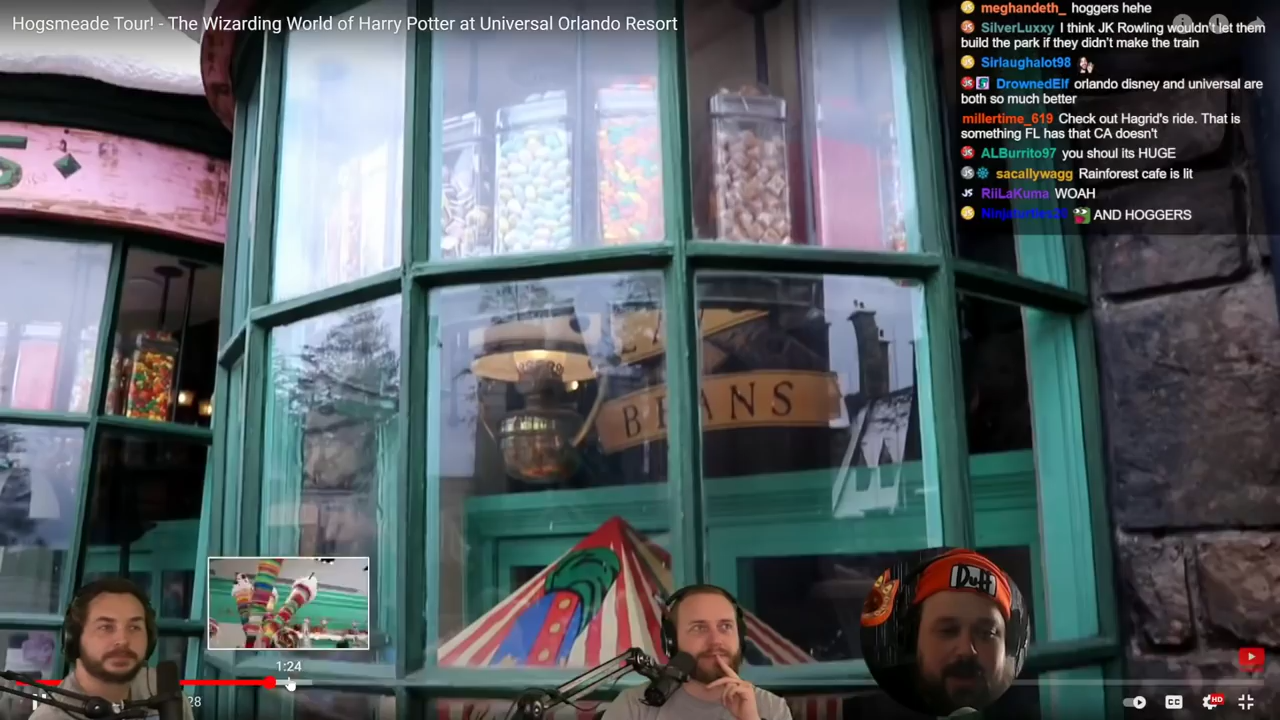 Hogsmeade Tour! - The Wizarding World of Harry Potter at Universal Orlando Resort
meghandeth_ hoggers hehe
SilverLuxxy I think JK Rowling wouldn't let them
build the park if they didn't make the train
Sirlaughalot98
DrownedElf orlando disney and universal are
both so much better
millertime_619 Check out Hagrid's ride. That is
something FL has that CA doesn't
ALBurrito97 you shoul its HUGE
sacallywagg Rainforest cafe is lit
RiiLaKuma WOAH
AND HOGGERS
BEANS
Duff
1:24
28
CC
HD